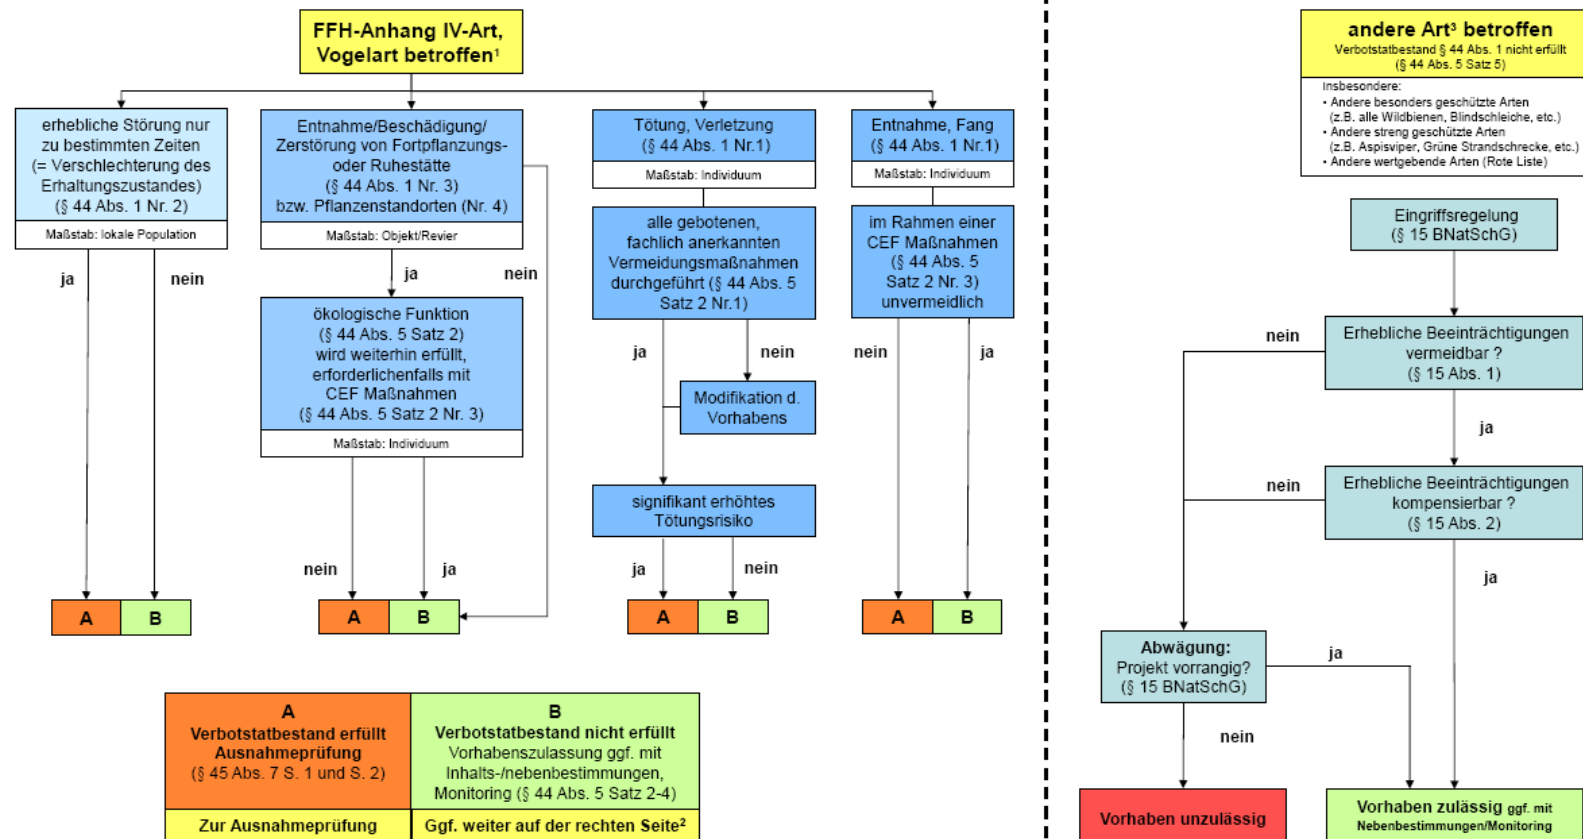 FFH-Anhang IV-Art,
Vogelart betroffen¹
erhebliche Störung nur
zu bestimmten Zeiten
(= Verschlechterung des
Erhaltungszustandes)
(§ 44 Abs. 1 Nr. 2)
Maßstab: lokale Population
ja
nein
Entnahme/Beschädigung/
Zerstörung von Fortpflanzungs-
oder Ruhestätte
(§ 44 Abs. 1 Nr. 3)
bzw. Pflanzenstandorten (Nr. 4)
Maßstab: Objekt/Revier
ja
nein
ökologische Funktion
(§ 44 Abs. 5 Satz 2)
wird weiterhin erfüllt,
erforderlichenfalls mit
CEF Maßnahmen
(§ 44 Abs. 5 Satz 2 Nr. 3)
Maßstab: Individuum
nein
ja
Tötung, Verletzung
(§ 44 Abs. 1 Nr.1)
Maßstab: Individuum
alle gebotenen,
fachlich anerkannten
Vermeidungsmaßnahmen
durchgeführt (§ 44 Abs. 5
Satz 2 Nr.1)
ja
nein
Modifikation d.
Vorhabens
signifikant erhöhtes
Tötungsrisiko
ja
nein
Entnahme, Fang
(§ 44 Abs. 1 Nr.1)
Maßstab: Individuum
im Rahmen einer
CEF Maßnahmen
(§ 44 Abs. 5
Satz 2 Nr. 3)
unvermeidlich
nein
ja
A
B
A
B
A
B
A
B
A
Verbotstatbestand erfüllt
Ausnahmeprüfung
(§ 45 Abs. 7 S. 1 und S. 2)
Zur Ausnahmeprüfung
B
Verbotstatbestand nicht erfüllt
Vorhabenszulassung ggf. mit
Inhalts-/nebenbestimmungen,
Monitoring (§ 44 Abs. 5 Satz 2-4)
Ggf. weiter auf der rechten Seite²
andere Art³ betroffen
Verbotstatbestand § 44 Abs. 1 nicht erfüllt
(§ 44 Abs. 5 Satz 5)
Insbesondere:
• Andere besonders geschützte Arten
(z.B. alle Wildbienen, Blindschleiche, etc.)
• Andere streng geschützte Arten
(z.B. Aspisviper, Grüne Strandschrecke, etc.)
• Andere wertgebende Arten (Rote Liste)
Eingriffsregelung
(§ 15 BNatSchG)
Erhebliche Beeinträchtigungen
vermeidbar ?
(§ 15 Abs. 1)
nein
ja
Erhebliche Beeinträchtigungen
kompensierbar ?
(§ 15 Abs. 2)
nein
ja
Abwägung:
Projekt vorrangig?
(§ 15 BNatSchG)
ja
nein
Vorhaben unzulässig
Vorhaben zulässig ggf. mit
Nebenbestimmungen/Monitoring